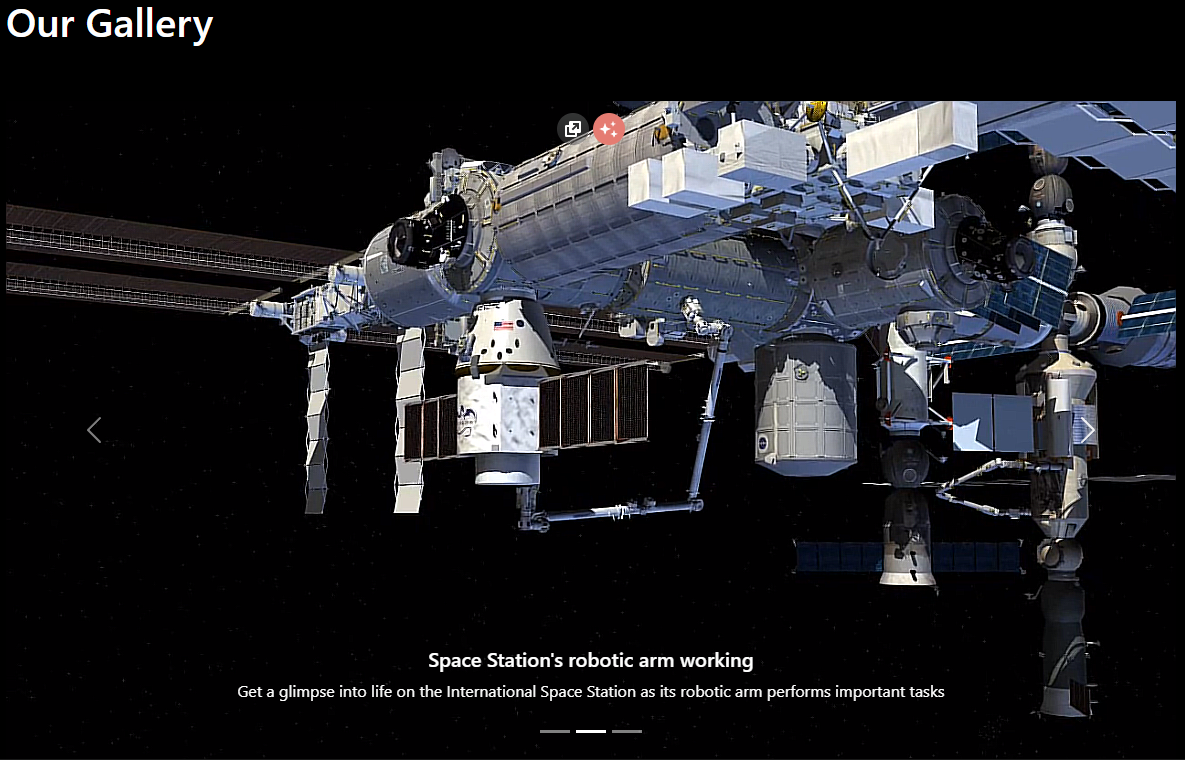 Our Gallery
Space Station's robotic arm working
Get a glimpse into life on the International Space Station as its robotic arm performs important tasks